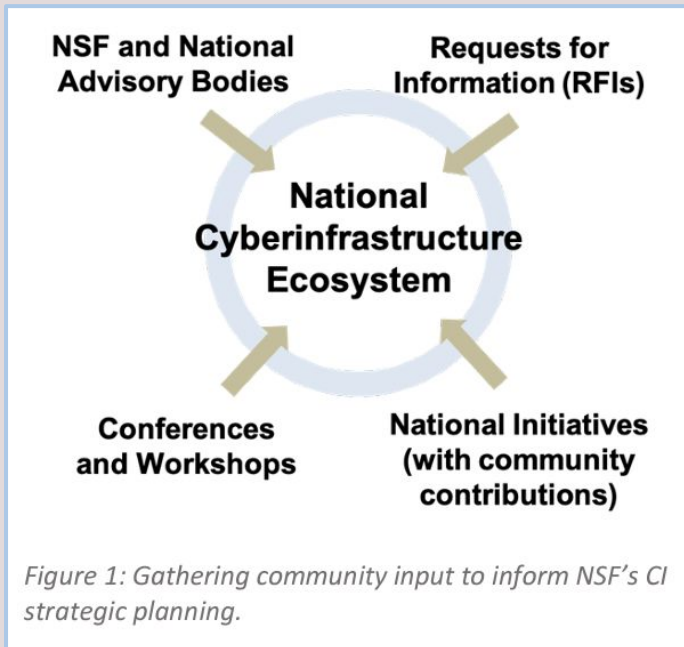 NSF and National
Advisory Bodies
Requests for
Information (RFIs)
National
Cyberinfrastructure
Ecosystem
Conferences
and Workshops
National Initiatives
(with community
contributions)
Figure 1: Gathering community input to inform NSF's CI
strategic planning.